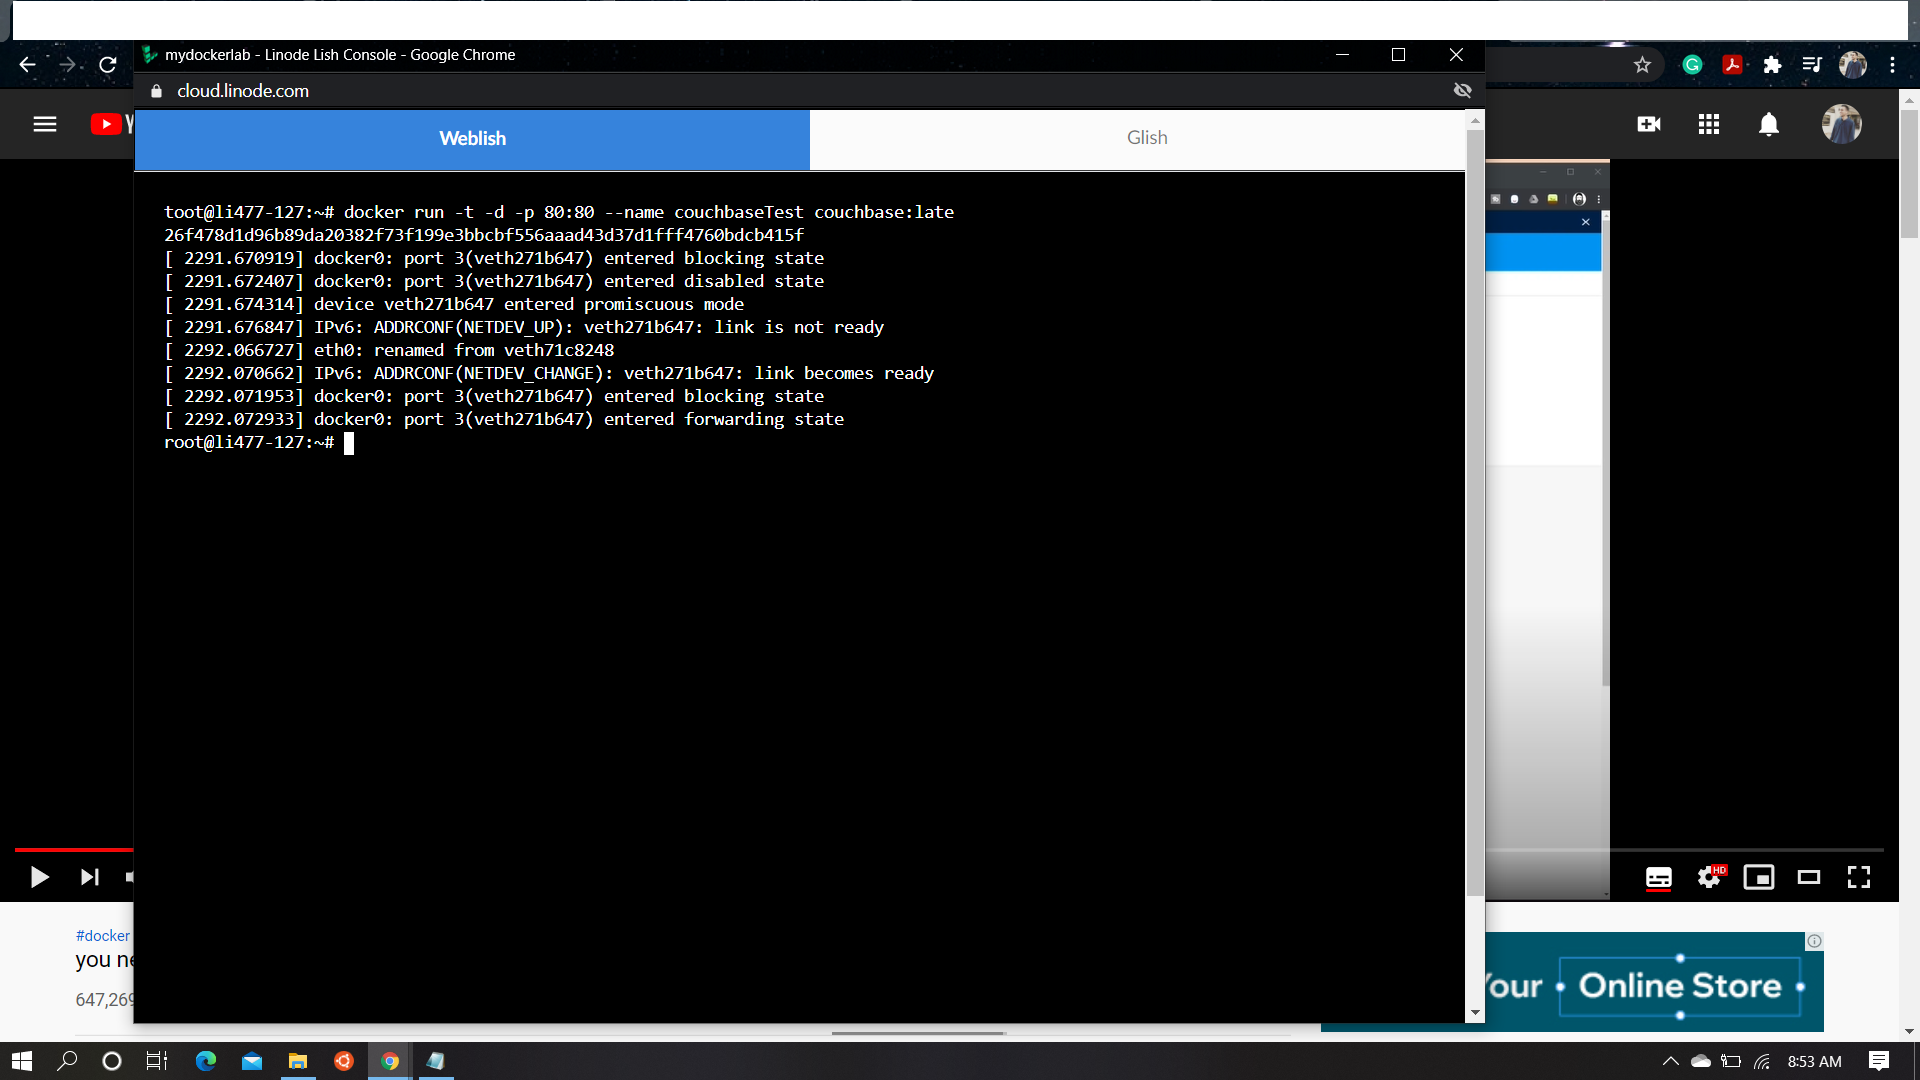 mydockerlab - Linode Lish Console - Google Chrome
cloud.linode.com
Weblish
Glish
toot@li477-127:~# docker run -t -d -p 80:80 --name couchbaseTest couchbase:late
26f478d1d96b89da20382f73f199e3bbcbf556aaad43d37d1fff4760bdcb415f
[ 2291.670919] docker0: port 3(veth271b647) entered blocking state
[ 2291.672407] docker0: port 3(veth271b647) entered disabled state
[ 2291.674314] device veth271b647 entered promiscuous mode
[ 2291.676847] IPv6: ADDRCONF(NETDEV_UP): veth271b647: link is not ready
[ 2292.066727] eth0: renamed from veth71c8248
[ 2292.070662] IPv6: ADDRCONF(NETDEV_CHANGE): veth271b647: link becomes ready
[ 2292.071953] docker0: port 3(veth271b647) entered blocking state
[ 2292.072933] docker0: port 3(veth271b647) entered forwarding state
root@li477-127:~#
HD
#docker
you ne
647,269
Your Online Store
8:53 AM